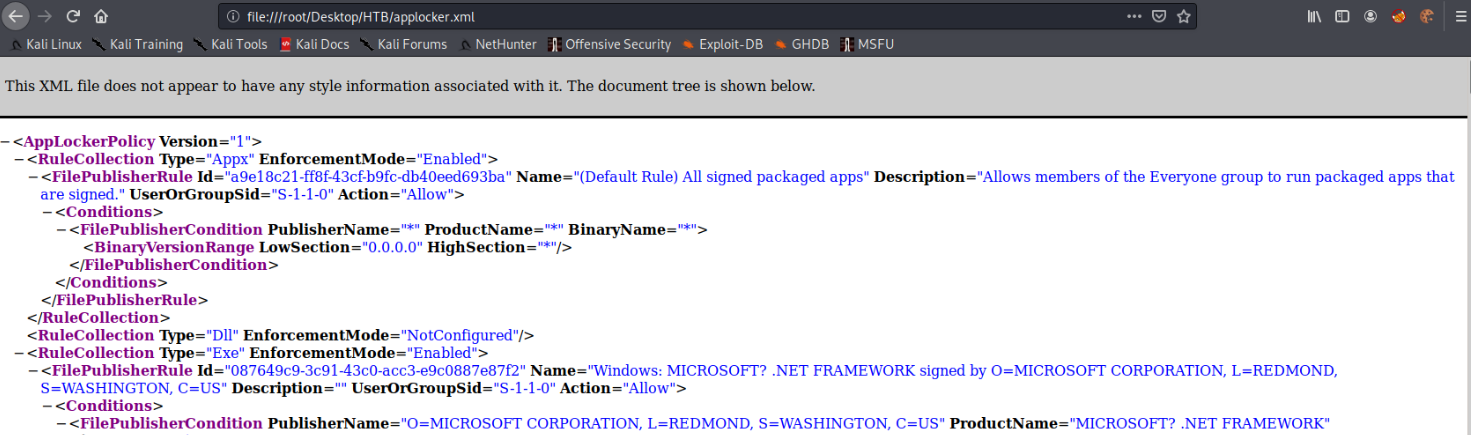 file:///root/Desktop/HTB/applocker.xml
Kali Linux Kali Training Kali Tools Kali Docs Kali Forums NetHunter Offensive Security Exploit-DB GHDB MSFU
This XML file does not appear to have any style information associated with it. The document tree is shown below.
−<AppLockerPolicy Version="1">
−<RuleCollection Type="Appx" EnforcementMode="Enabled">
−<FilePublisherRule Id="a9e18c21-ff8f-43cf-b9fc-db40eed693ba" Name="(Default Rule) All signed packaged apps" Description="Allows members of the Everyone group to run packaged apps that
are signed." UserOrGroupSid="S-1-1-0" Action="Allow">
−<Conditions>
−<FilePublisherCondition PublisherName="*" ProductName="*" BinaryName="*">
<BinaryVersionRange LowSection="0.0.0.0" HighSection="*"/>
</FilePublisherCondition>
</Conditions>
</FilePublisherRule>
</RuleCollection>
<RuleCollection Type="Dll" EnforcementMode="NotConfigured"/>
−<RuleCollection Type="Exe" EnforcementMode="Enabled">
−<FilePublisherRule Id="087649c9-3c91-43c0-acc3-e9c0887e87f2" Name="Windows: MICROSOFT? .NET FRAMEWORK signed by O=MICROSOFT CORPORATION, L=REDMOND,
S=WASHINGTON, C=US" Description="" UserOrGroupSid="S-1-1-0" Action="Allow">
−<Conditions>
−<FilePublisherCondition PublisherName="O=MICROSOFT CORPORATION, L=REDMOND, S=WASHINGTON, C=US" ProductName="MICROSOFT? .NET FRAMEWORK"